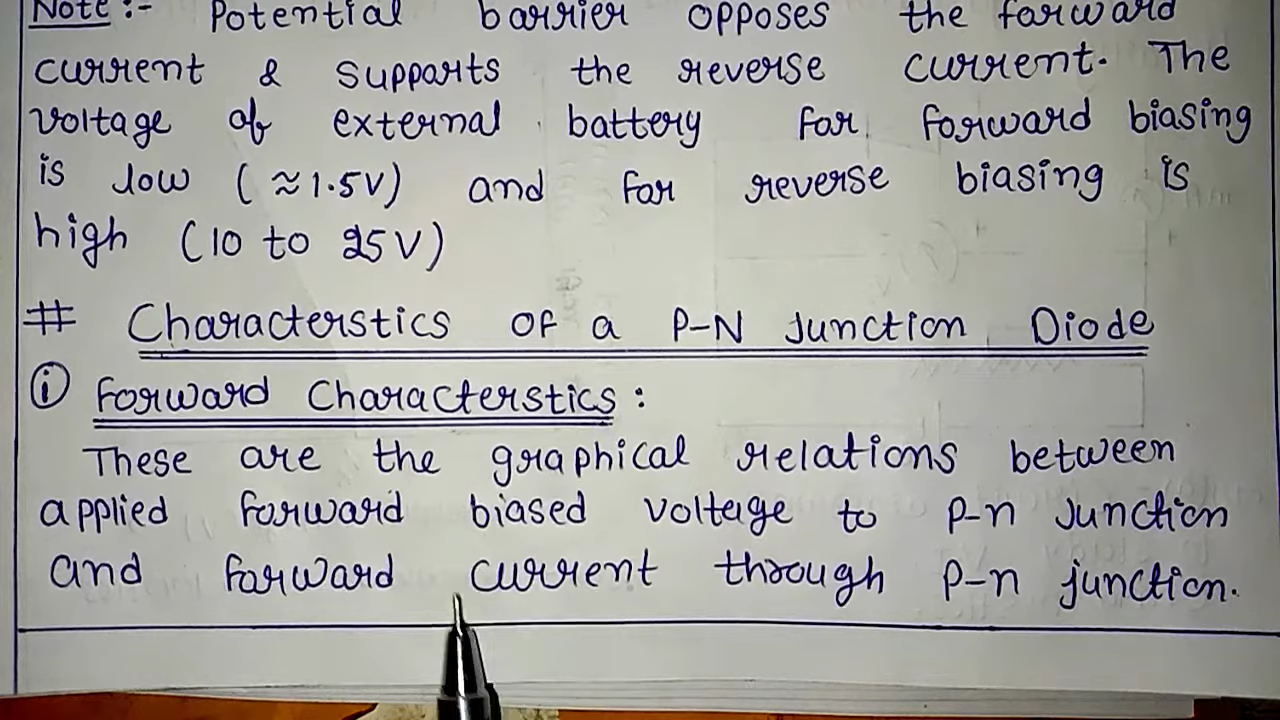 Note :- Potential barrier opposes the forward
current & supports the reverse current. The
voltage of external battery for forward biasing
is low ( ≈1.5V) and for reverse biasing is
high (10 to 25V)
# Characterstics of a P-N Junction Diode
(i) Forward Characterstics :
These are the graphical relations between
applied forward biased voltage to p-n junction
and forward current through p-n junction.